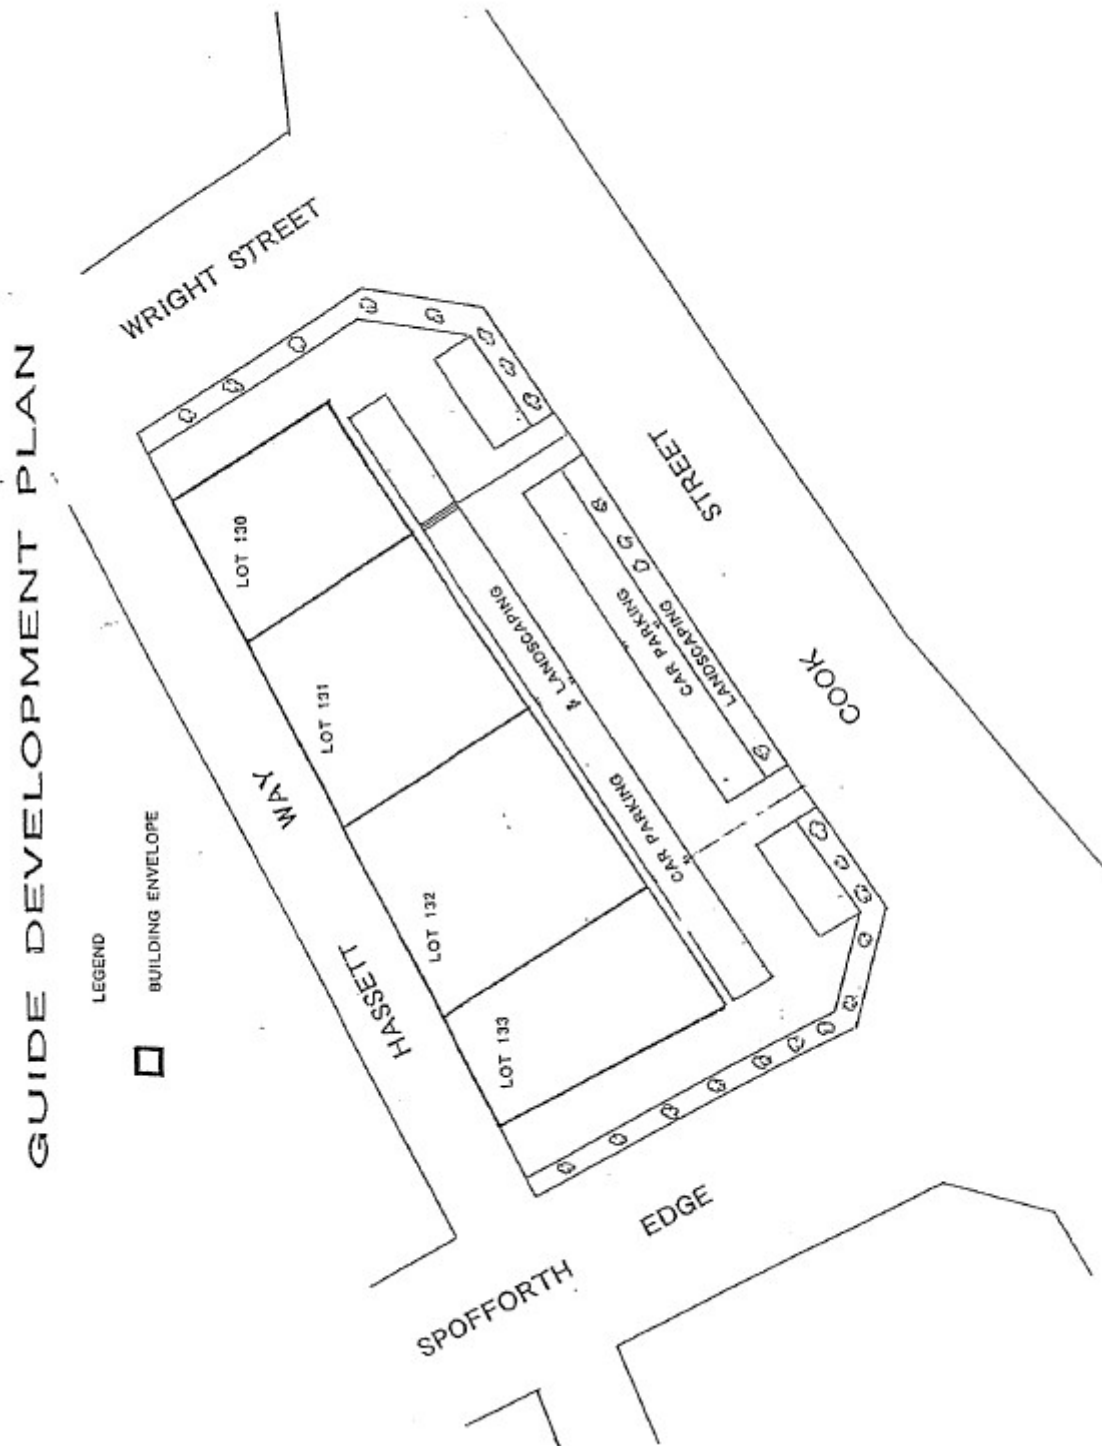 GUIDE DEVELOPMENT PLAN
LEGEND
BUILDING ENVELOPE
WRIGHT STREET
HASSETT WAY
LOT 130
LOT 131
LOT 132
LOT 133
CAR PARKING & LANDSCAPING
CAR PARKING
LANDSCAPING
COOK STREET
SPOFFORTH EDGE